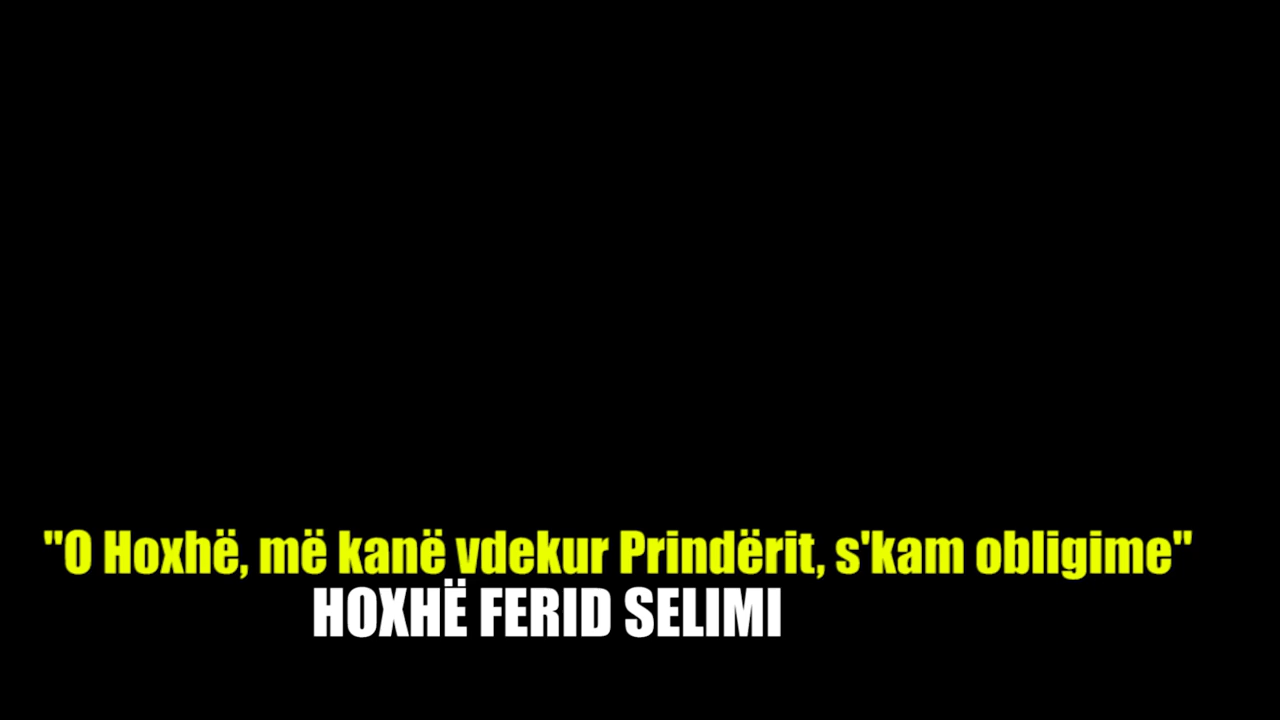 "O Hoxhë, më kanë vdekur Prindërit, s'kam obligime"
HOXHË FERID SELIMI